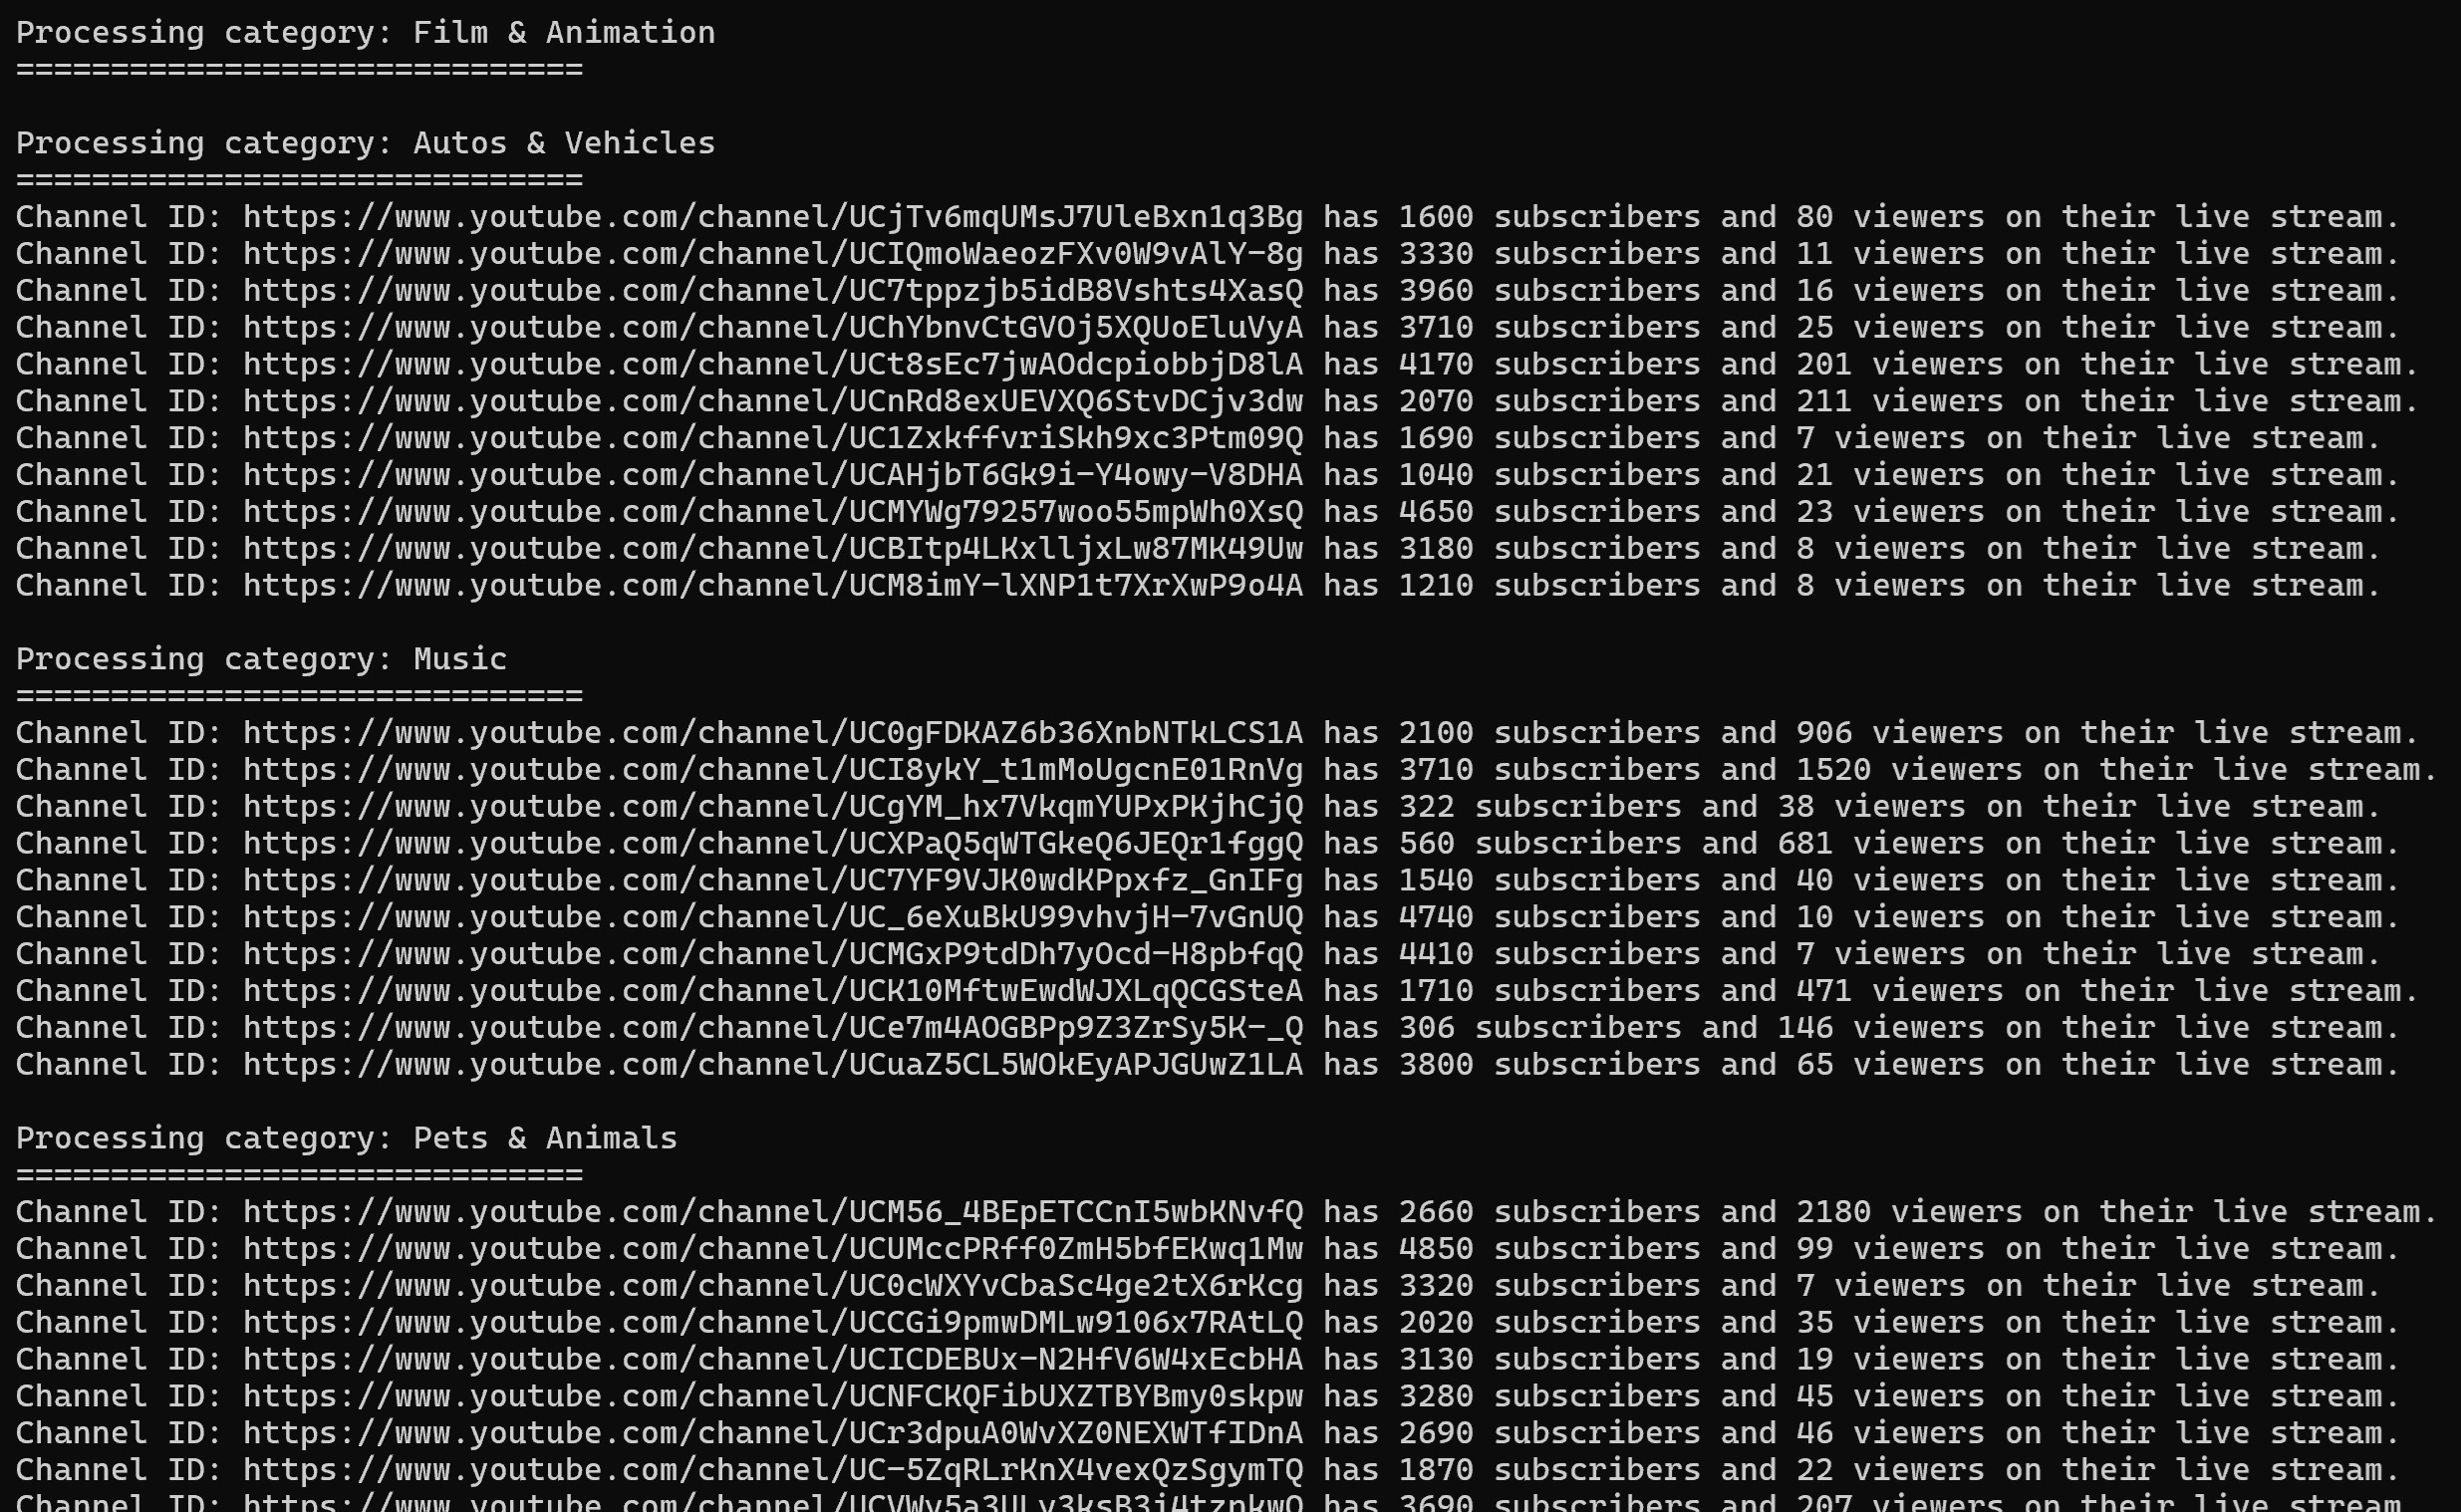 Processing category: Film & Animation
==============================
Processing category: Autos & Vehicles
==============================
Channel ID: https://www.youtube.com/channel/UCjTv6mqUMsJ7UleBxn1q3Bg has 1600 subscribers and 80 viewers on their live stream.
Channel ID: https://www.youtube.com/channel/UCIQmoWaeozFXv0W9vAlY-8g has 3330 subscribers and 11 viewers on their live stream.
Channel ID: https://www.youtube.com/channel/UC7tppzjb5idB8Vshts4XasQ has 3960 subscribers and 16 viewers on their live stream.
Channel ID: https://www.youtube.com/channel/UChYbnvCtGVOj5XQUoEluVyA has 3710 subscribers and 25 viewers on their live stream.
Channel ID: https://www.youtube.com/channel/UCt8sEc7jwAOdcpiobbjD8lA has 4170 subscribers and 201 viewers on their live stream.
Channel ID: https://www.youtube.com/channel/UCnRd8exUEVXQ6StvDCjv3dw has 2070 subscribers and 211 viewers on their live stream.
Channel ID: https://www.youtube.com/channel/UC1ZxkffvriSkh9xc3Ptm09Q has 1690 subscribers and 7 viewers on their live stream.
Channel ID: https://www.youtube.com/channel/UCAHjbT6Gk9i-Y4owy-V8DHA has 1040 subscribers and 21 viewers on their live stream.
Channel ID: https://www.youtube.com/channel/UCMYWg79257woo55mpWh0XsQ has 4650 subscribers and 23 viewers on their live stream.
Channel ID: https://www.youtube.com/channel/UCBItp4LKxlljxLw87MK49Uw has 3180 subscribers and 8 viewers on their live stream.
Channel ID: https://www.youtube.com/channel/UCM8imY-lXNP1t7XrXwP9o4A has 1210 subscribers and 8 viewers on their live stream.
Processing category: Music
==============================
Channel ID: https://www.youtube.com/channel/UC0gFDKAZ6b36XnbNTkLCS1A has 2100 subscribers and 906 viewers on their live stream.
Channel ID: https://www.youtube.com/channel/UCI8ykY_t1mMoUgcnE01RnVg has 3710 subscribers and 1520 viewers on their live stream.
Channel ID: https://www.youtube.com/channel/UCgYM_hx7VkqmYUPxPKjhCjQ has 322 subscribers and 38 viewers on their live stream.
Channel ID: https://www.youtube.com/channel/UCXPaQ5qWTGkeQ6JEQr1fggQ has 560 subscribers and 681 viewers on their live stream.
Channel ID: https://www.youtube.com/channel/UC7YF9VJK0wdKPpxfz_GnIFg has 1540 subscribers and 40 viewers on their live stream.
Channel ID: https://www.youtube.com/channel/UC_6eXuBkU99vhvjH-7vGnUQ has 4740 subscribers and 10 viewers on their live stream.
Channel ID: https://www.youtube.com/channel/UCMGxP9tdDh7yOcd-H8pbfqQ has 4410 subscribers and 7 viewers on their live stream.
Channel ID: https://www.youtube.com/channel/UCK10MftwEwdWJXLqQCGSteA has 1710 subscribers and 471 viewers on their live stream.
Channel ID: https://www.youtube.com/channel/UCe7m4AOGBPp9Z3ZrSy5K-_Q has 306 subscribers and 146 viewers on their live stream.
Channel ID: https://www.youtube.com/channel/UCuaZ5CL5WOkEyAPJGUwZ1LA has 3800 subscribers and 65 viewers on their live stream.
Processing category: Pets & Animals
==============================
Channel ID: https://www.youtube.com/channel/UCM56_4BEpETCCnI5wbKNvfQ has 2660 subscribers and 2180 viewers on their live stream.
Channel ID: https://www.youtube.com/channel/UCUMccPRff0ZmH5bfEKwq1Mw has 4850 subscribers and 99 viewers on their live stream.
Channel ID: https://www.youtube.com/channel/UC0cWXYvCbaSc4ge2tX6rKcg has 3320 subscribers and 7 viewers on their live stream.
Channel ID: https://www.youtube.com/channel/UCCGi9pmwDMLw9106x7RAtLQ has 2020 subscribers and 35 viewers on their live stream.
Channel ID: https://www.youtube.com/channel/UCICDEBUx-N2HfV6W4xEcbHA has 3130 subscribers and 19 viewers on their live stream.
Channel ID: https://www.youtube.com/channel/UCNFCKQFibUXZTBYBmy0skpw has 3280 subscribers and 45 viewers on their live stream.
Channel ID: https://www.youtube.com/channel/UCr3dpuA0WvXZ0NEXWTfIDnA has 2690 subscribers and 46 viewers on their live stream.
Channel ID: https://www.youtube.com/channel/UC-5ZqRLrKnX4vexQzSgymTQ has 1870 subscribers and 22 viewers on their live stream.
Channel ID: has 3690 subscribers and 207 viewers on their live stream